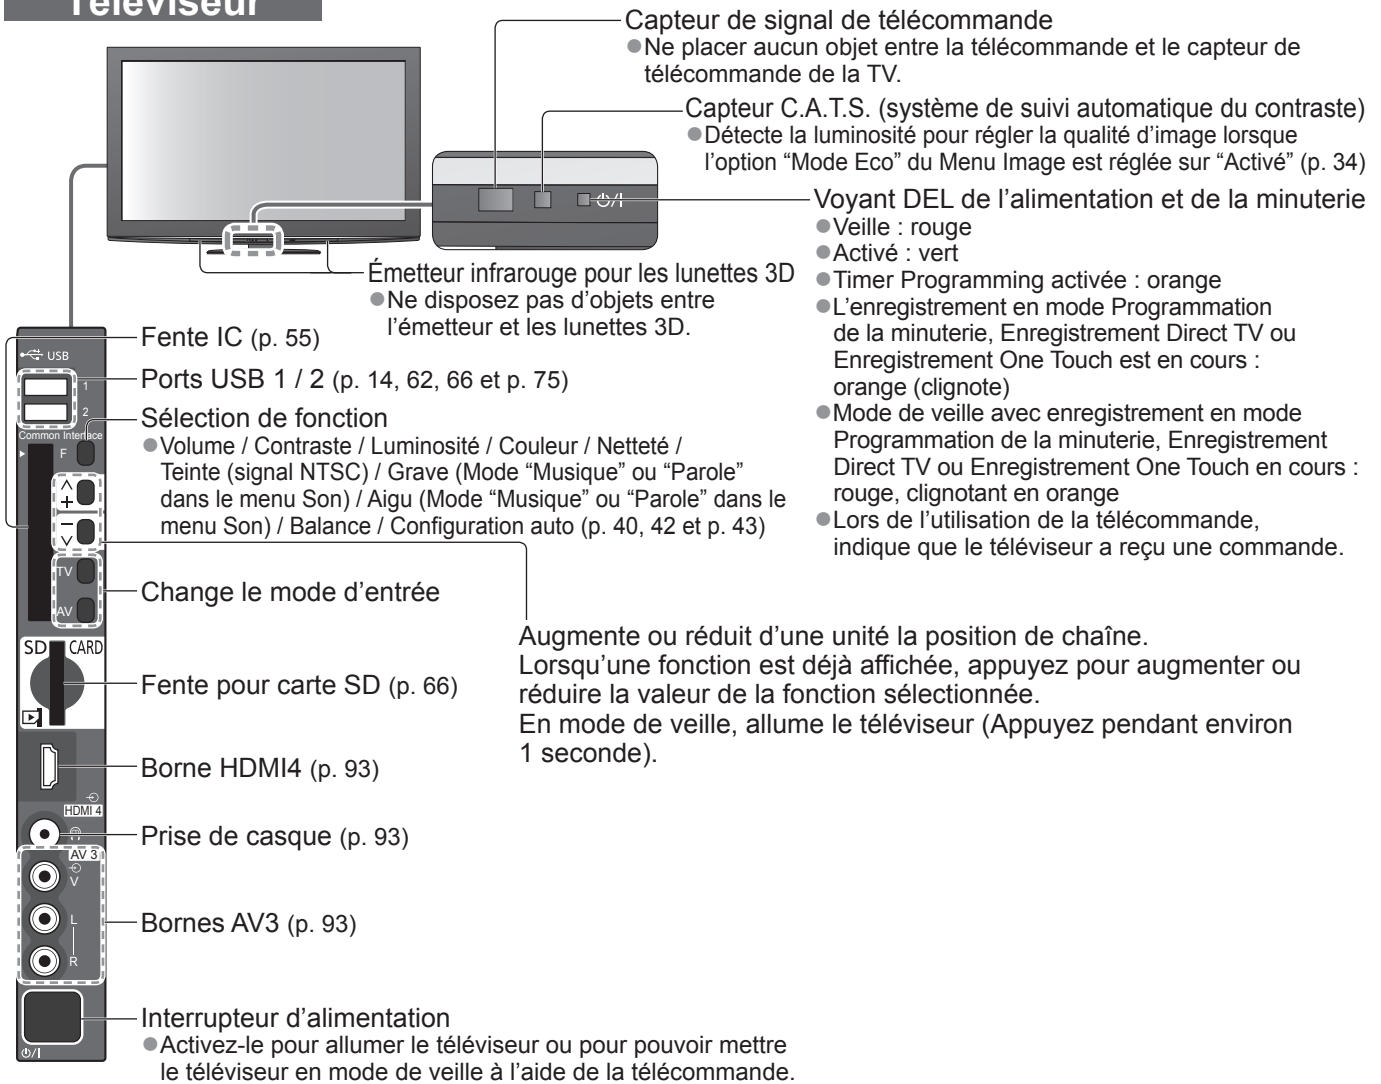 Téléviseur
Capteur de signal de télécommande
●Ne placer aucun objet entre la télécommande et le capteur de
télécommande de la TV.
Capteur C.A.T.S. (système de suivi automatique du contraste)
●Détecte la luminosité pour régler la qualité d’image lorsque
l’option “Mode Eco” du Menu Image est réglée sur “Activé” (p. 34)
Voyant DEL de l’alimentation et de la minuterie
●Veille : rouge
●Activé : vert
●Timer Programming activée : orange
●L’enregistrement en mode Programmation
de la minuterie, Enregistrement Direct TV ou
Enregistrement One Touch est en cours :
orange (clignote)
●Mode de veille avec enregistrement en mode
Programmation de la minuterie, Enregistrement
Direct TV ou Enregistrement One Touch en cours :
rouge, clignotant en orange
●Lors de l’utilisation de la télécommande,
indique que le téléviseur a reçu une commande.
Émetteur infrarouge pour les lunettes 3D
●Ne disposez pas d’objets entre
l’émetteur et les lunettes 3D.
Fente IC (p. 55)
Ports USB 1 / 2 (p. 14, 62, 66 et p. 75)
Sélection de fonction
●Volume / Contraste / Luminosité / Couleur / Netteté /
Teinte (signal NTSC) / Grave (Mode “Musique” ou “Parole”
dans le menu Son) / Aigu (Mode “Musique” ou “Parole” dans le
menu Son) / Balance / Configuration auto (p. 40, 42 et p. 43)
Change le mode d’entrée
Augmente ou réduit d’une unité la position de chaîne.
Lorsqu’une fonction est déjà affichée, appuyez pour augmenter ou
réduire la valeur de la fonction sélectionnée.
En mode de veille, allume le téléviseur (Appuyez pendant environ
1 seconde).
Fente pour carte SD (p. 66)
Borne HDMI4 (p. 93)
Prise de casque (p. 93)
Bornes AV3 (p. 93)
Interrupteur d’alimentation
●Activez-le pour allumer le téléviseur ou pour pouvoir mettre
le téléviseur en mode de veille à l’aide de la télécommande.
USB
1
2
Common Interface
F
+
−
TV
AV
SD CARD
HDMI 4
AV 3
V
L
R
⏻/I
⏻/I